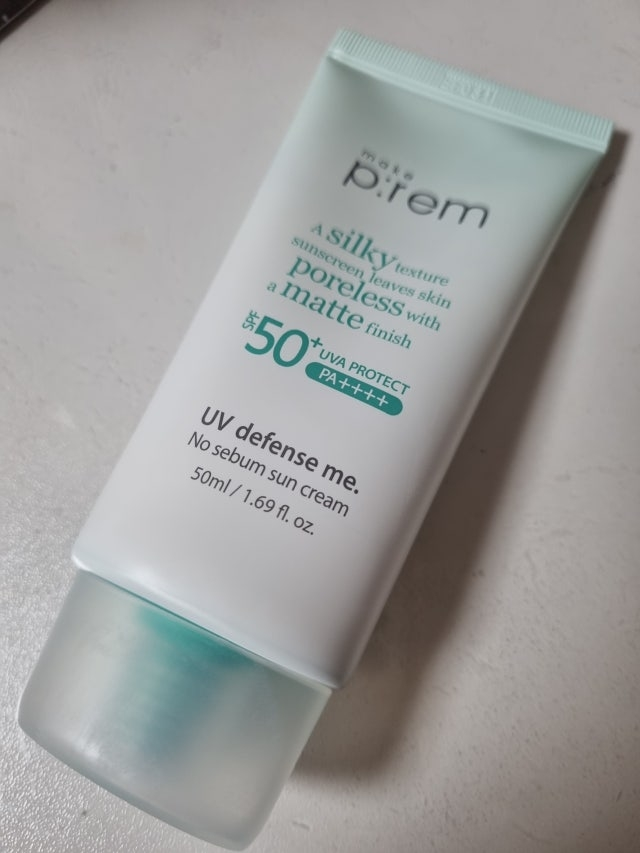 make
p:rem
A silky texture
sunscreen leaves skin
poreless with
a matte finish
SPF 50+ UVA PROTECT
PA++++
UV defense me.
No sebum sun cream
50ml / 1.69 fl. oz.